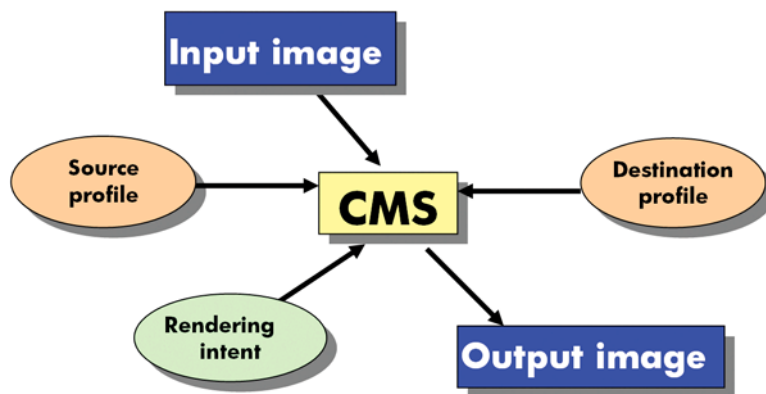 Input image
Source
profile
CMS
Destination
profile
Rendering
intent
Output image